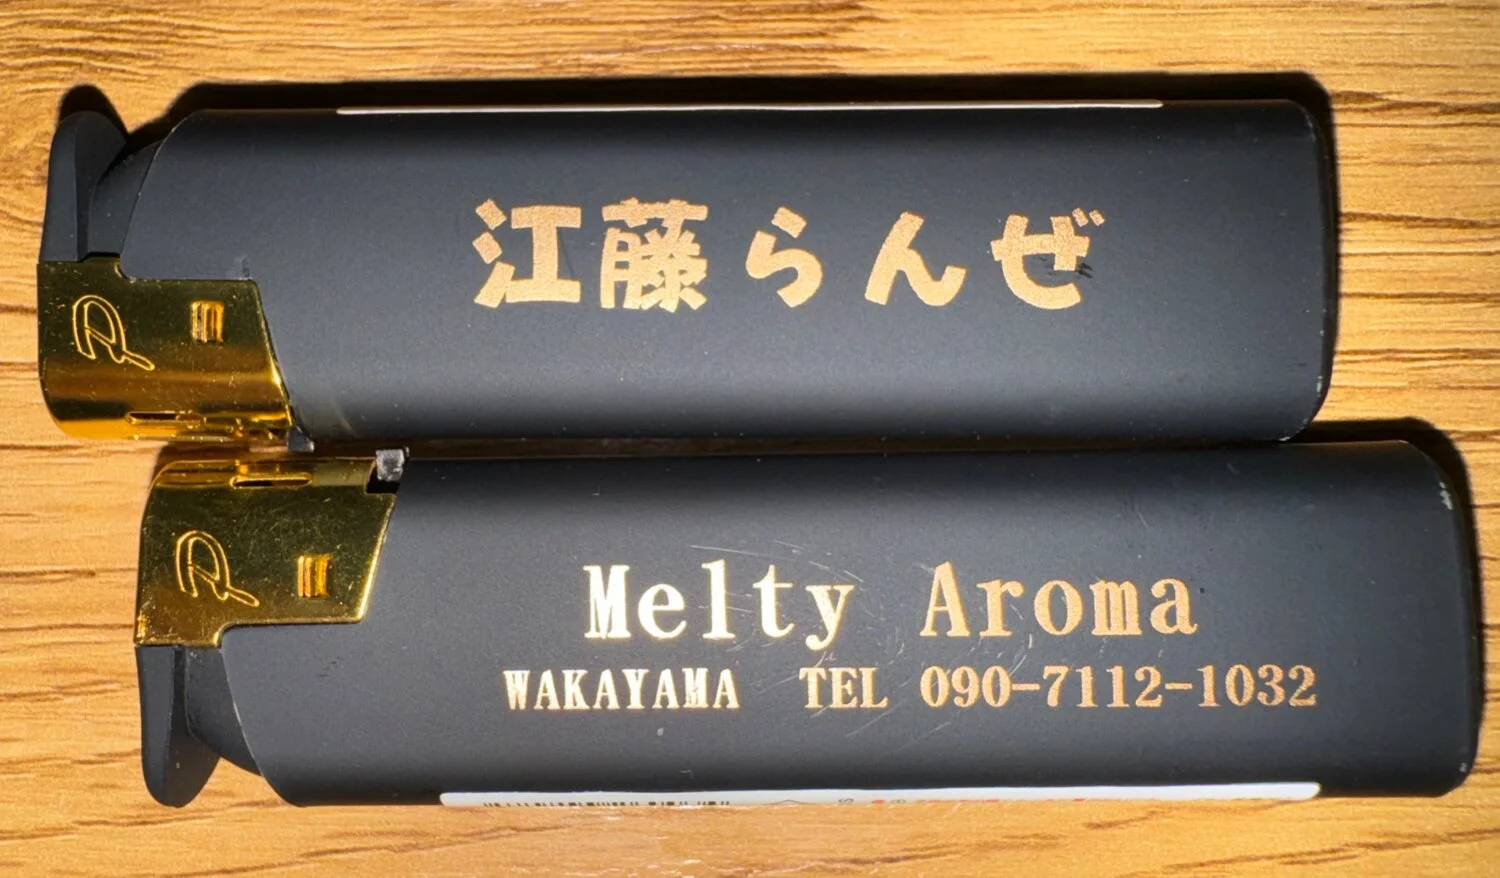 江藤らんぜ
Melty Aroma
WAKAYAMA TEL 090-7112-1032